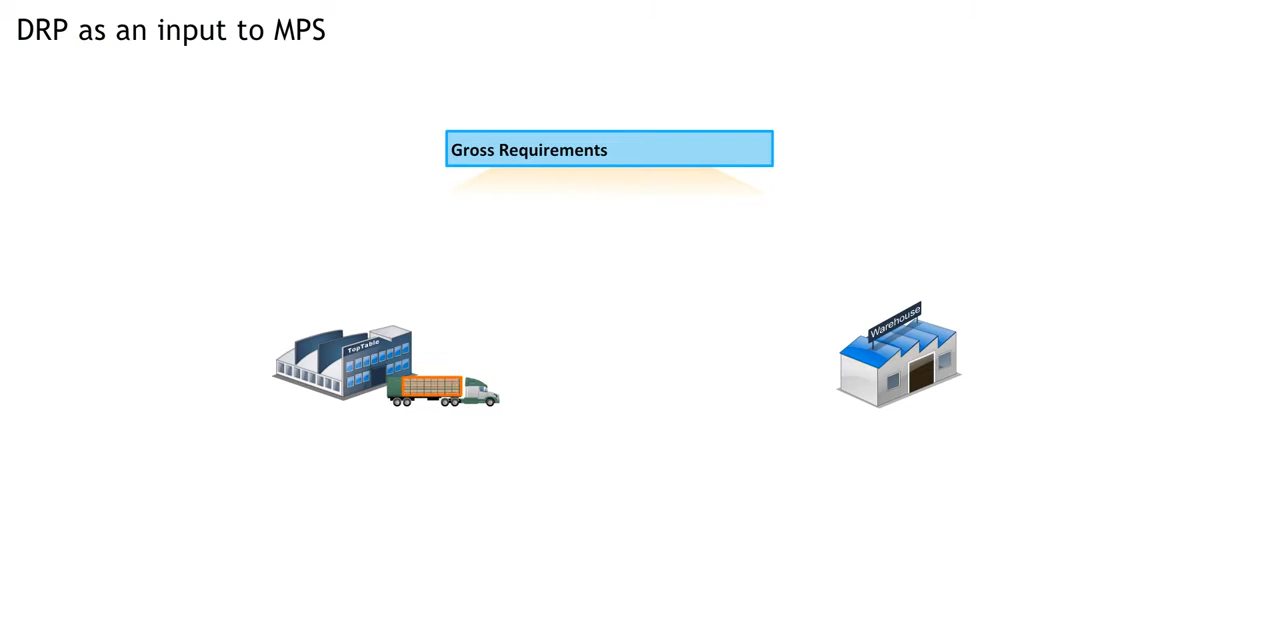 DRP as an input to MPS
Gross Requirements
Warehouse
TopTable